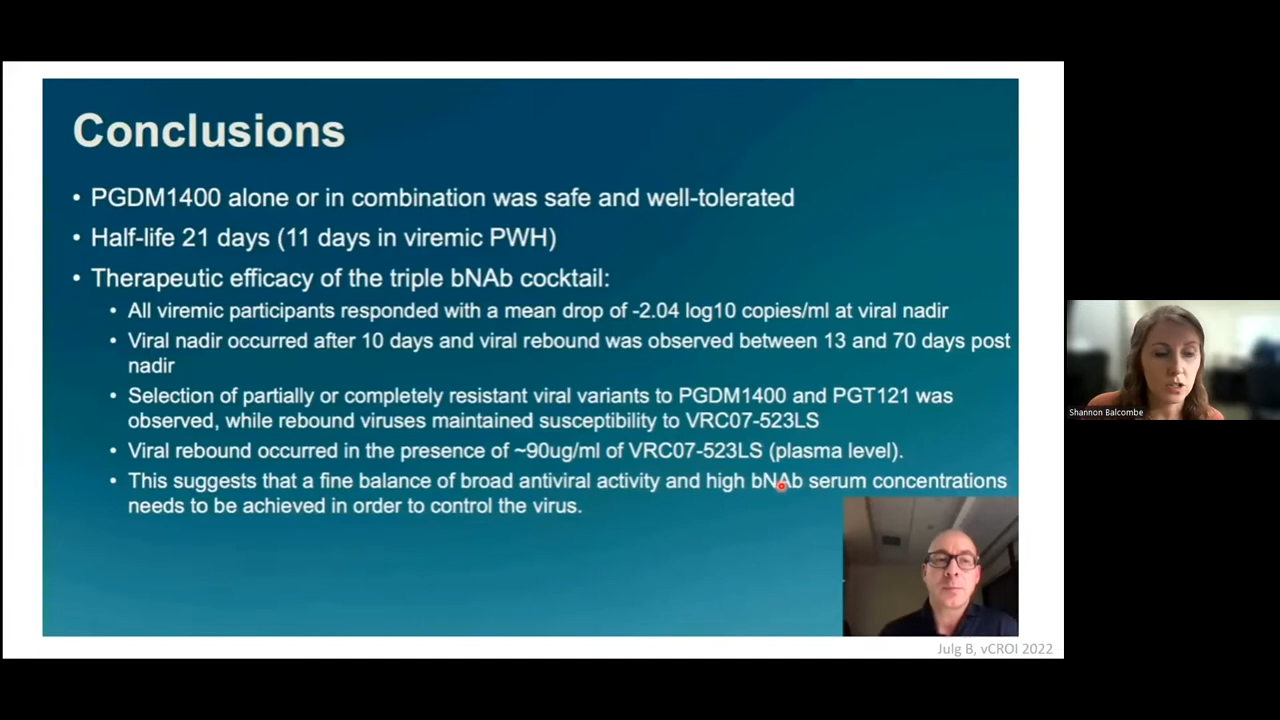 Conclusions
• PGDM1400 alone or in combination was safe and well-tolerated
• Half-life 21 days (11 days in viremic PWH)
• Therapeutic efficacy of the triple bNAb cocktail:
• All viremic participants responded with a mean drop of -2.04 log10 copies/ml at viral nadir
• Viral nadir occurred after 10 days and viral rebound was observed between 13 and 70 days post
nadir
• Selection of partially or completely resistant viral variants to PGDM1400 and PGT121 was
observed, while rebound viruses maintained susceptibility to VRC07-523LS
• Viral rebound occurred in the presence of ~90ug/ml of VRC07-523LS (plasma level).
• This suggests that a fine balance of broad antiviral activity and high bNAb serum concentrations
needs to be achieved in order to control the virus.
Julg B, vCROI 2022
Shannon Balcombe